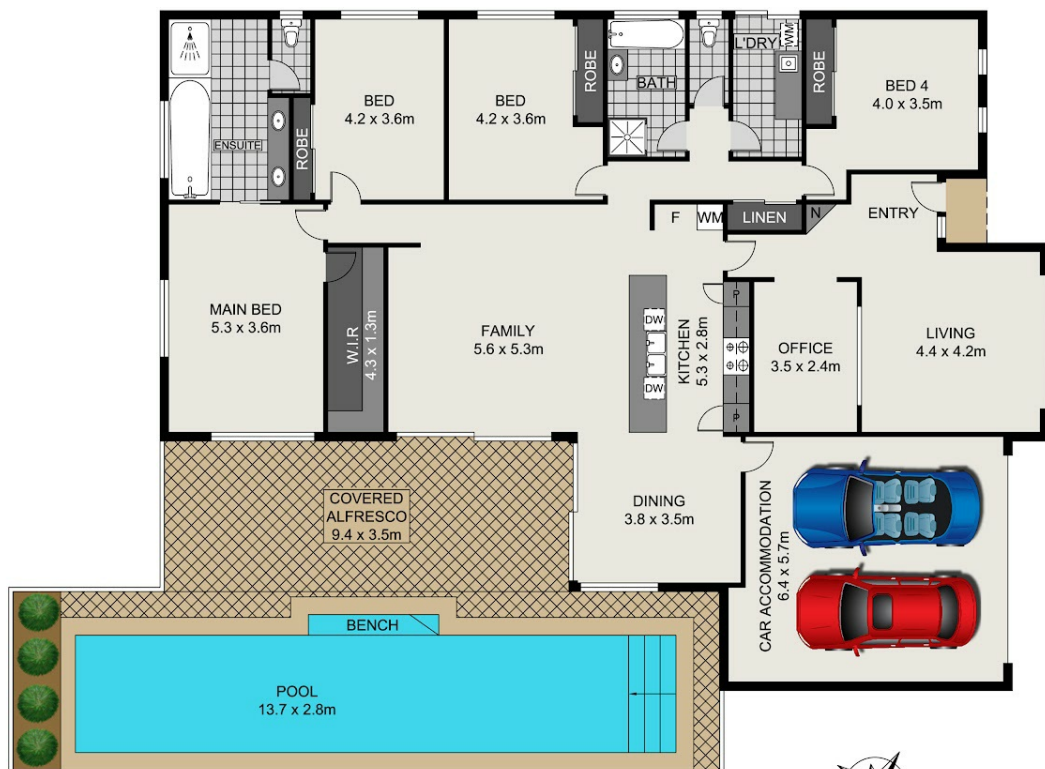 ENSUITE
ROBE
BED
4.2 x 3.6m
BED
4.2 x 3.6m
ROBE
BATH
L'DRY
WM
ROBE
BED 4
4.0 x 3.5m
MAIN BED
5.3 x 3.6m
W.I.R
4.3 x 1.3m
FAMILY
5.6 x 5.3m
F
WM
LINEN
N
ENTRY
DW
DW
KITCHEN
5.3 x 2.8m
P
P
OFFICE
3.5 x 2.4m
LIVING
4.4 x 4.2m
COVERED
ALFRESCO
9.4 x 3.5m
DINING
3.8 x 3.5m
CAR ACCOMMODATION
6.4 x 5.7m
BENCH
POOL
13.7 x 2.8m